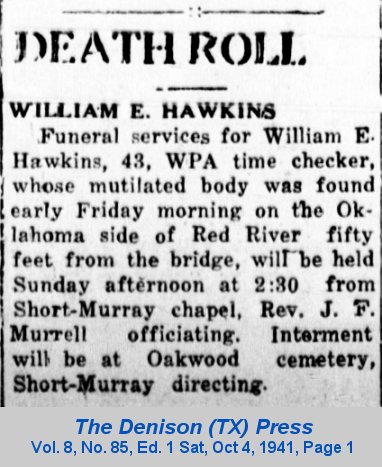 DEATH ROLL
WILLIAM E. HAWKINS
Funeral services for William E.
Hawkins, 43, WPA time checker,
whose mutilated body was found
early Friday morning on the Ok-
lahoma side of Red River fifty
feet from the bridge, will be held
Sunday afternoon at 2:30 from
Short-Murray chapel, Rev. J. F.
Murrell officiating. Interment
will be at Oakwood cemetery,
Short-Murray directing.
The Denison (TX) Press
Vol. 8, No. 85, Ed. 1 Sat, Oct 4, 1941, Page 1